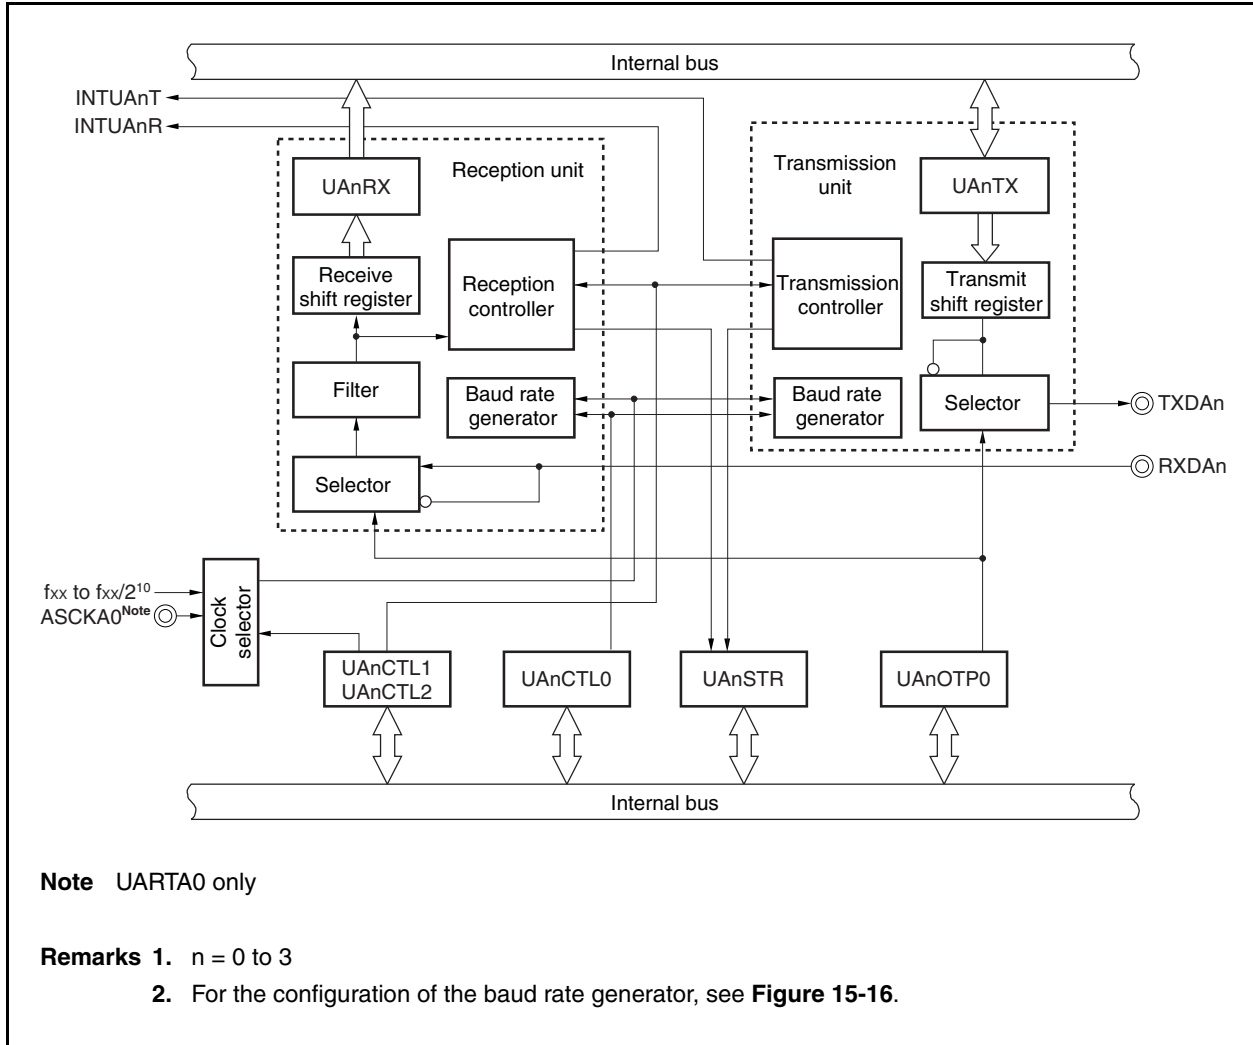 Internal bus
INTUAnT
INTUAnR
Reception unit
Transmission
unit
UAnRX
UAnTX
Receive
shift register
Reception
controller
Transmission
controller
Transmit
shift register
Filter
Baud rate
generator
Baud rate
generator
Selector
TXDAn
RXDAn
Selector
fxx to fxx/2¹⁰
ASCKA0Note
Clock
selector
UAnCTL1
UAnCTL2
UAnCTL0
UAnSTR
UAnOTP0
Internal bus
Note UARTA0 only
Remarks 1. n = 0 to 3
2. For the configuration of the baud rate generator, see Figure 15-16.